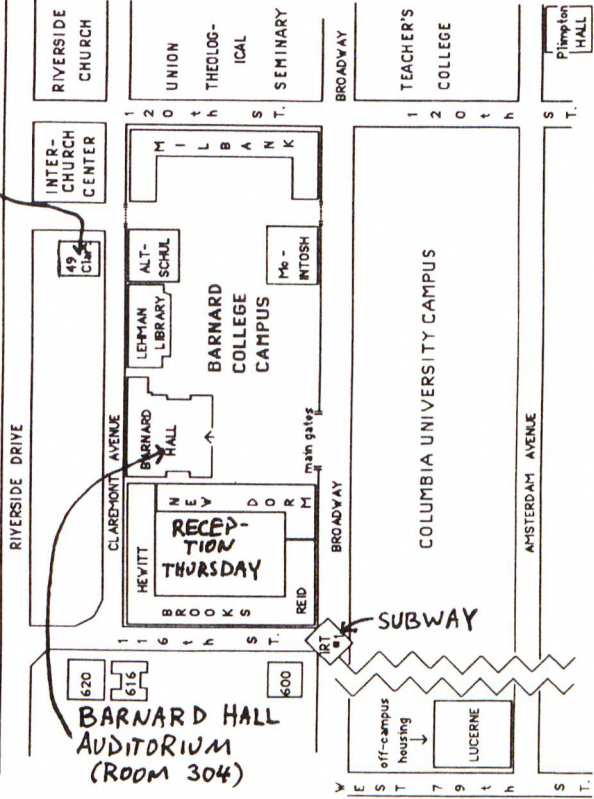 RIVERSIDE
CHURCH
UNION
THEOLOG-
ICAL
SEMINARY
BROADWAY
TEACHER'S
COLLEGE
Plimpton
HALL
120th ST.
120th ST.
INTER-
CHURCH
CENTER
MILBANK
49
Clar
ALT-
SCHUL
Mc-
INTOSH
LEHMAN
LIBRARY
BARNARD
COLLEGE
CAMPUS
RIVERSIDE DRIVE
CLAREMONT AVENUE
BARNARD
HALL
main gates
BROADWAY
COLUMBIA UNIVERSITY CAMPUS
AMSTERDAM AVENUE
HEWITT
NEW DORM
RECEP-
TION
THURSDAY
BROOKS
REID
116th ST.
IRT
#1
SUBWAY
620
616
600
BARNARD HALL
AUDITORIUM
(ROOM 304)
off-campus
housing
LUCERNE
WEST 79th ST.